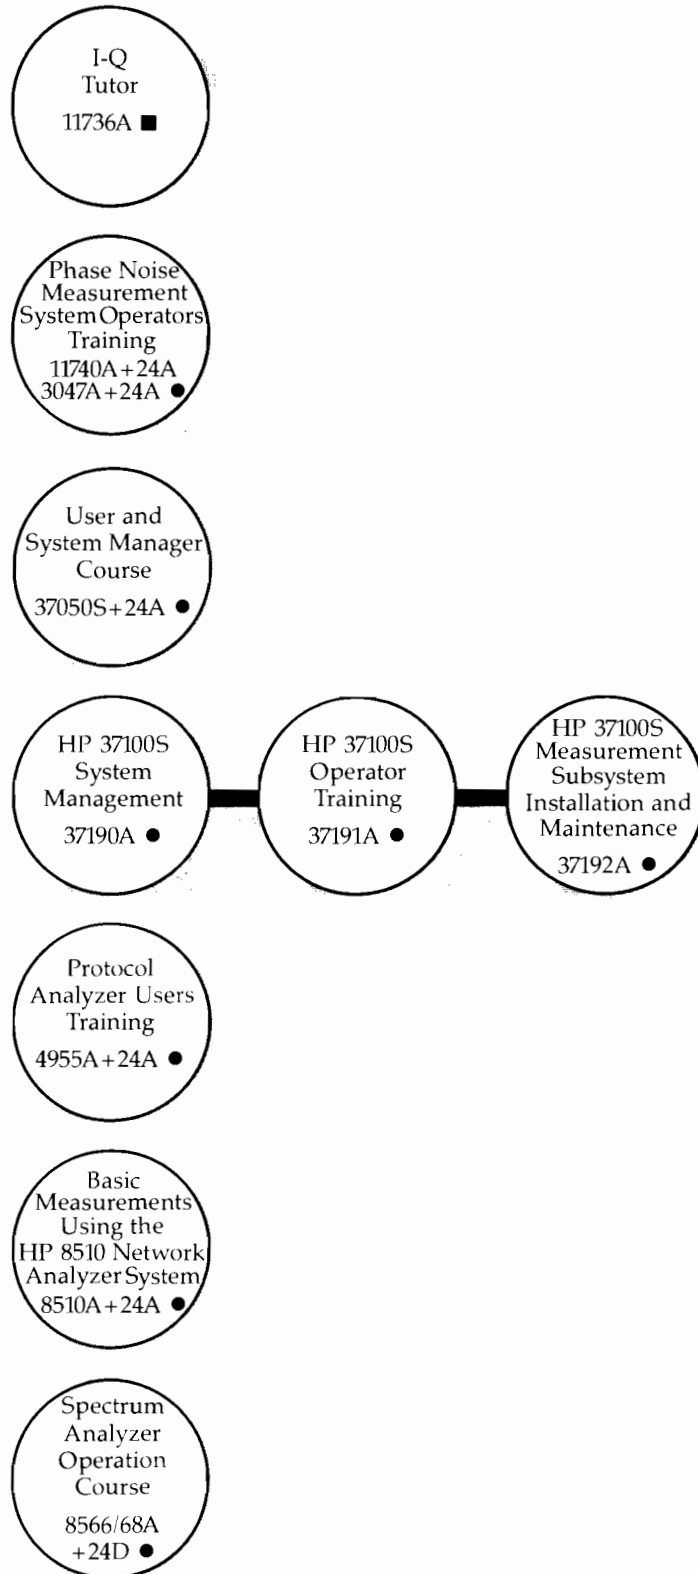 I-Q
Tutor
11736A ■
Phase Noise
Measurement
System Operators
Training
11740A+24A
3047A+24A ●
User and
System Manager
Course
37050S+24A ●
HP 37100S
System
Management
37190A ●
HP 37100S
Operator
Training
37191A ●
HP 37100S
Measurement
Subsystem
Installation and
Maintenance
37192A ●
Protocol
Analyzer Users
Training
4955A+24A ●
Basic
Measurements
Using the
HP 8510 Network
Analyzer System
8510A+24A ●
Spectrum
Analyzer
Operation
Course
8566/68A
+24D ●